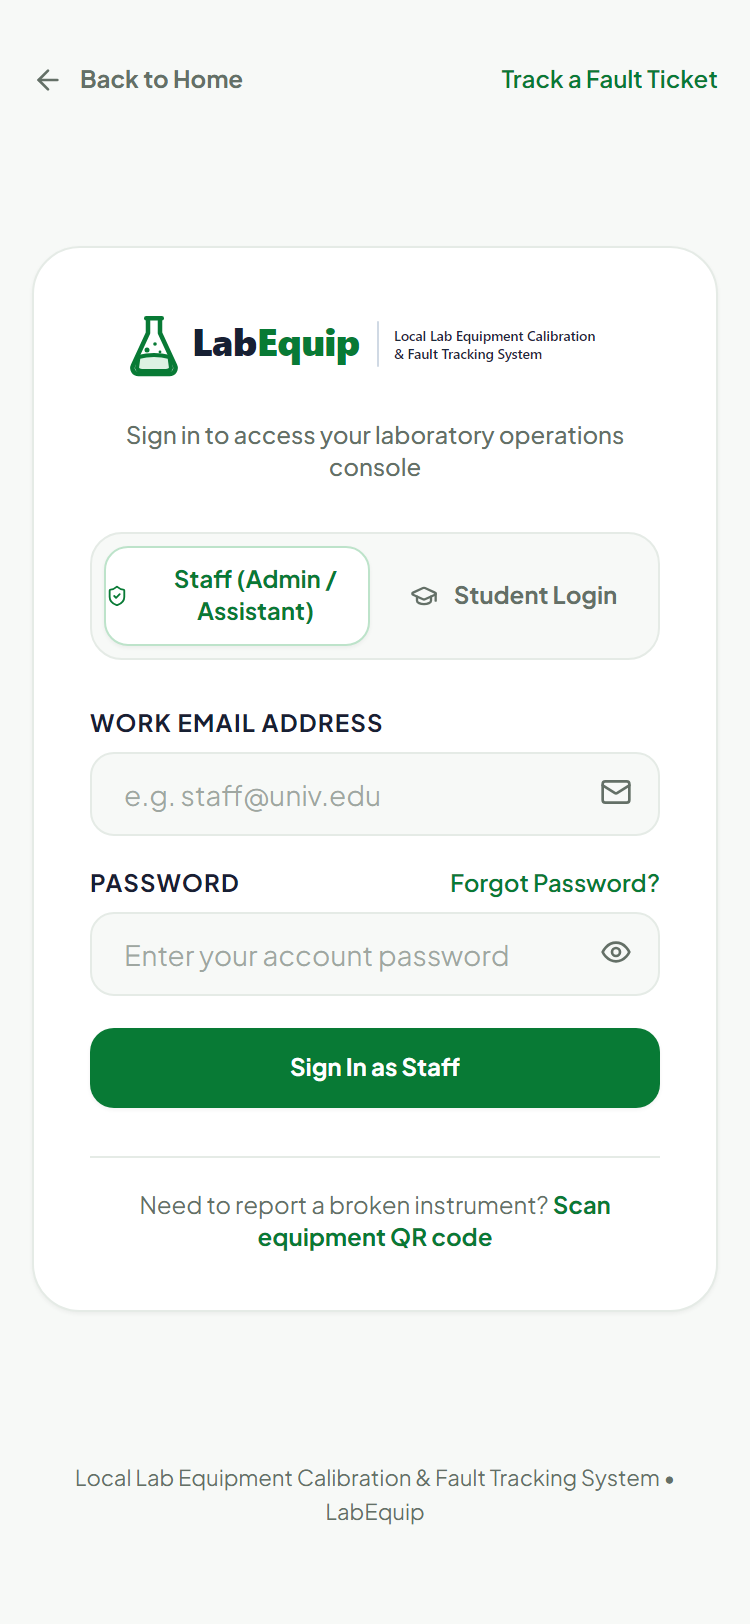 Back to Home
Track a Fault Ticket
LabEquip
Local Lab Equipment Calibration
& Fault Tracking System
Sign in to access your laboratory operations
console
Staff (Admin /
Assistant)
Student Login
WORK EMAIL ADDRESS
e.g. staff@univ.edu
PASSWORD
Forgot Password?
Enter your account password
Sign In as Staff
Need to report a broken instrument? Scan
equipment QR code
Local Lab Equipment Calibration & Fault Tracking System •
LabEquip